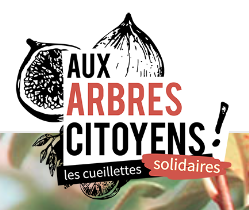 AUX
ARBRES
CITOYENS !
les cueillettes solidaires